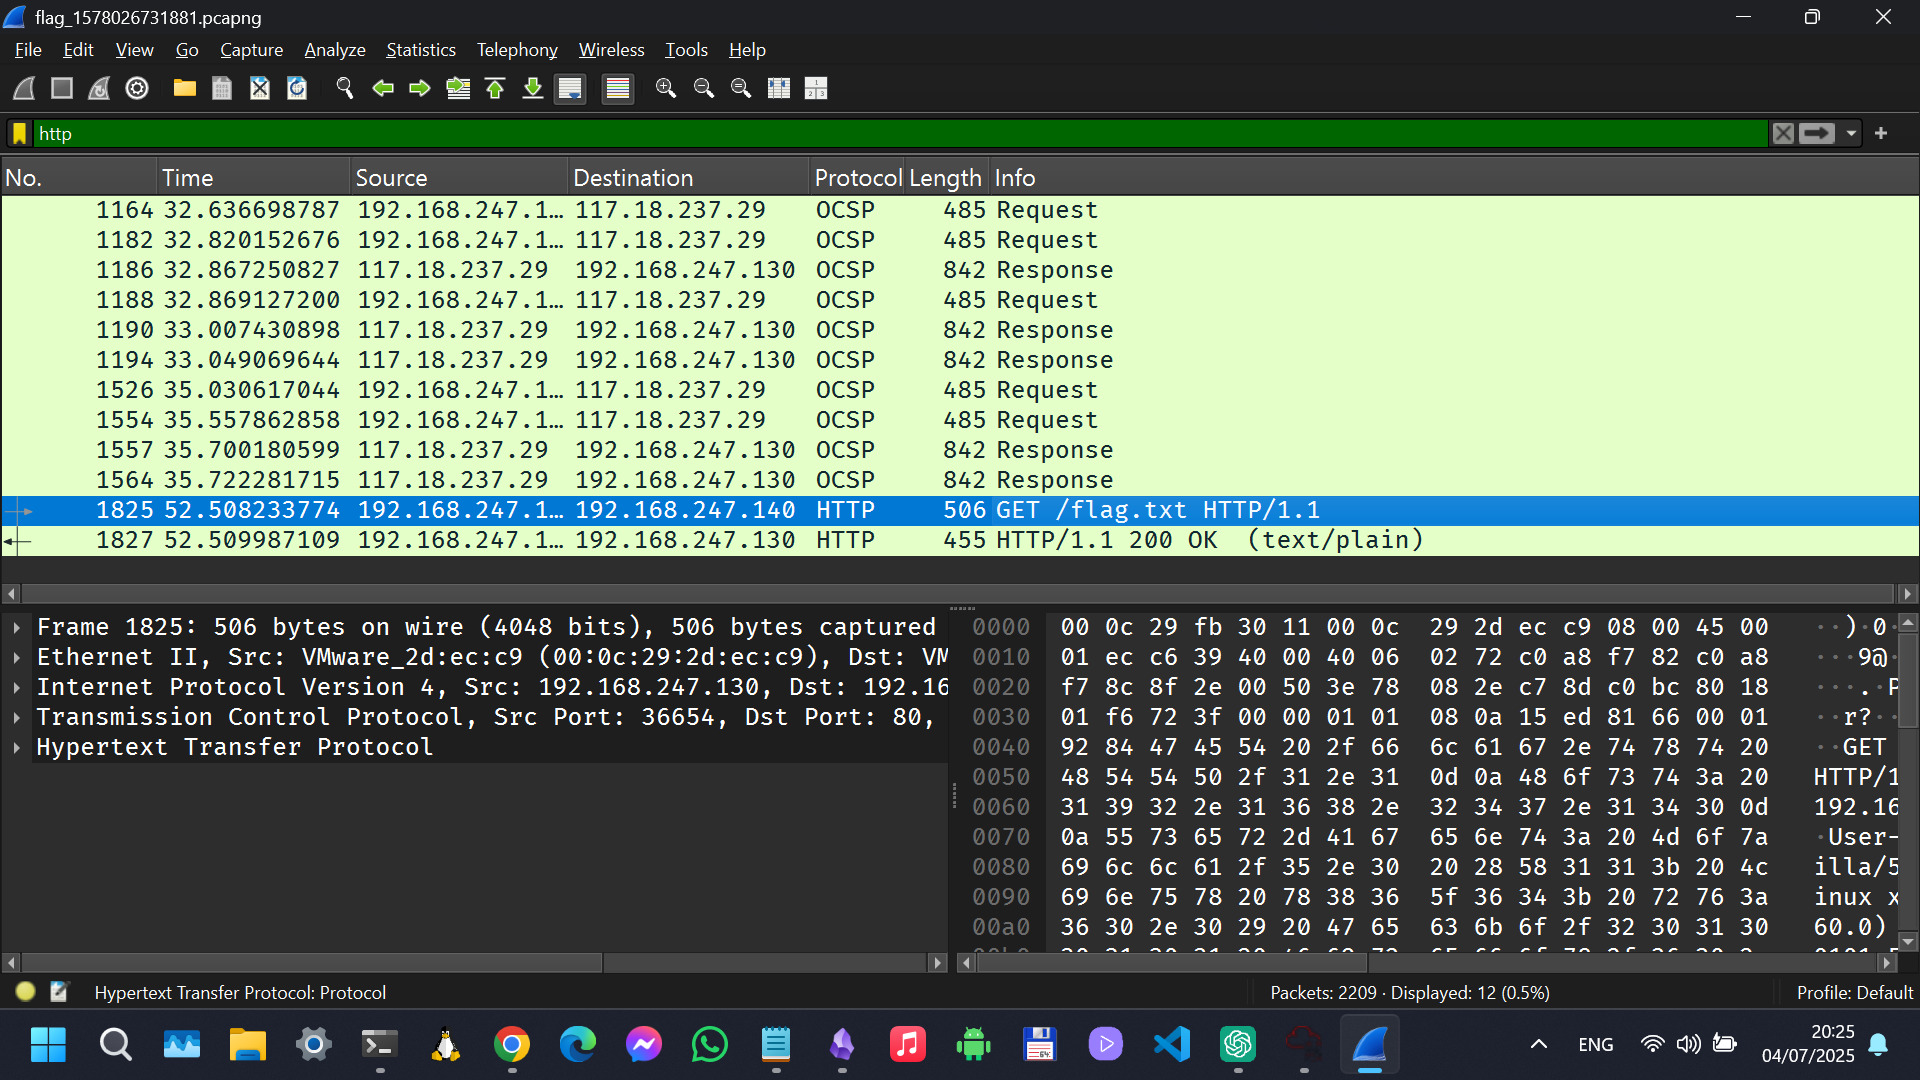 flag_1578026731881.pcapng
File Edit View Go Capture Analyze Statistics Telephony Wireless Tools Help
http
No. Time Source Destination Protocol Length Info
1164 32.636698787 192.168.247.1… 117.18.237.29 OCSP 485 Request
1182 32.820152676 192.168.247.1… 117.18.237.29 OCSP 485 Request
1186 32.867250827 117.18.237.29 192.168.247.130 OCSP 842 Response
1188 32.869127200 192.168.247.1… 117.18.237.29 OCSP 485 Request
1190 33.007430898 117.18.237.29 192.168.247.130 OCSP 842 Response
1194 33.049069644 117.18.237.29 192.168.247.130 OCSP 842 Response
1526 35.030617044 192.168.247.1… 117.18.237.29 OCSP 485 Request
1554 35.557862858 192.168.247.1… 117.18.237.29 OCSP 485 Request
1557 35.700180599 117.18.237.29 192.168.247.130 OCSP 842 Response
1564 35.722281715 117.18.237.29 192.168.247.130 OCSP 842 Response
1825 52.508233774 192.168.247.1… 192.168.247.140 HTTP 506 GET /flag.txt HTTP/1.1
1827 52.509987109 192.168.247.1… 192.168.247.130 HTTP 455 HTTP/1.1 200 OK (text/plain)
Frame 1825: 506 bytes on wire (4048 bits), 506 bytes captured
Ethernet II, Src: VMware_2d:ec:c9 (00:0c:29:2d:ec:c9), Dst: VM
Internet Protocol Version 4, Src: 192.168.247.130, Dst: 192.16
Transmission Control Protocol, Src Port: 36654, Dst Port: 80,
Hypertext Transfer Protocol
0000 00 0c 29 fb 30 11 00 0c 29 2d ec c9 08 00 45 00 ··)·0·
0010 01 ec c6 39 40 00 40 06 02 72 c0 a8 f7 82 c0 a8 ···9@·
0020 f7 8c 8f 2e 00 50 3e 78 08 2e c7 8d c0 bc 80 18 ···.·P
0030 01 f6 72 3f 00 00 01 01 08 0a 15 ed 81 66 00 01 ··r?··
0040 92 84 47 45 54 20 2f 66 6c 61 67 2e 74 78 74 20 ··GET
0050 48 54 54 50 2f 31 2e 31 0d 0a 48 6f 73 74 3a 20 HTTP/1
0060 31 39 32 2e 31 36 38 2e 32 34 37 2e 31 34 30 0d 192.16
0070 0a 55 73 65 72 2d 41 67 65 6e 74 3a 20 4d 6f 7a ·User-
0080 69 6c 6c 61 2f 35 2e 30 20 28 58 31 31 3b 20 4c illa/5
0090 69 6e 75 78 20 78 38 36 5f 36 34 3b 20 72 76 3a inux x
00a0 36 30 2e 30 29 20 47 65 63 6b 6f 2f 32 30 31 30 60.0)
Hypertext Transfer Protocol: Protocol
Packets: 2209 · Displayed: 12 (0.5%)
Profile: Default
ENG
20:25
04/07/2025